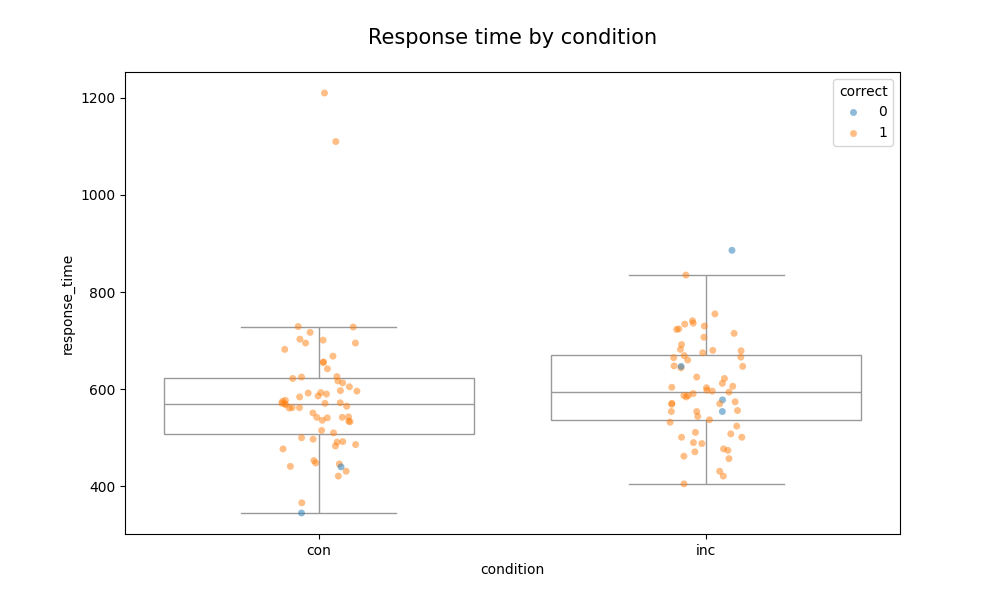 Response time by condition
correct
0
1
1200
1000
800
600
400
response_time
con
inc
condition